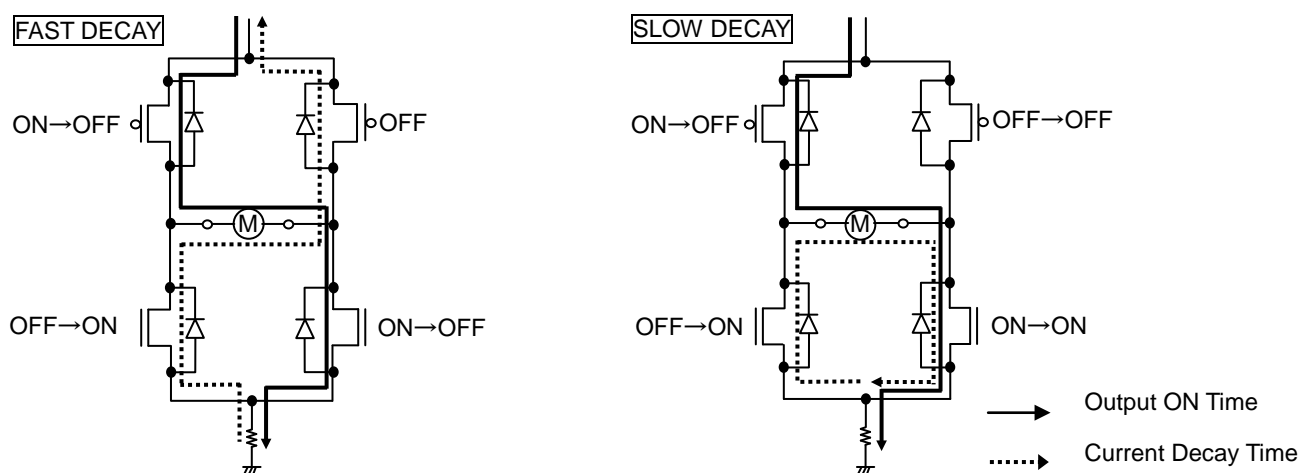 FAST DECAY
ON→OFF
OFF
M
OFF→ON
ON→OFF
SLOW DECAY
ON→OFF
OFF→OFF
M
OFF→ON
ON→ON
Output ON Time
Current Decay Time